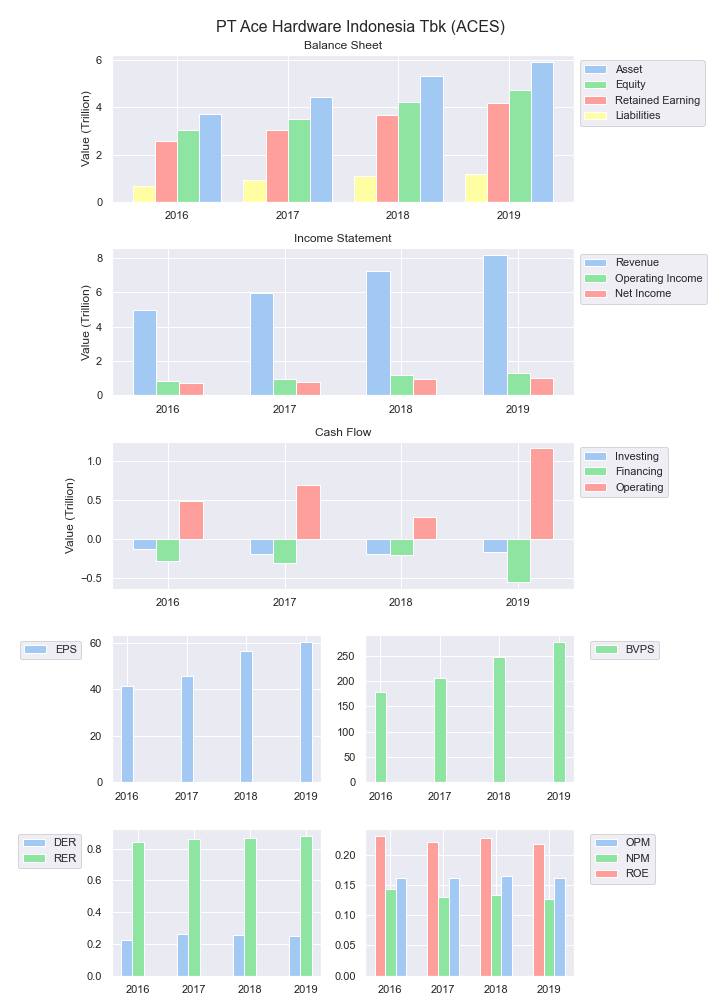 PT Ace Hardware Indonesia Tbk (ACES)
Balance Sheet
6
4
2
0
Value (Trillion)
2016 2017 2018 2019
Asset
Equity
Retained Earning
Liabilities
Income Statement
8
6
4
2
0
Value (Trillion)
2016 2017 2018 2019
Revenue
Operating Income
Net Income
Cash Flow
1.0
0.5
0.0
−0.5
Value (Trillion)
2016 2017 2018 2019
Investing
Financing
Operating
EPS
60
40
20
0
2016 2017 2018 2019
250
200
150
100
50
0
2016 2017 2018 2019
BVPS
DER
RER
0.8
0.6
0.4
0.2
0.0
2016 2017 2018 2019
0.20
0.15
0.10
0.05
0.00
2016 2017 2018 2019
OPM
NPM
ROE